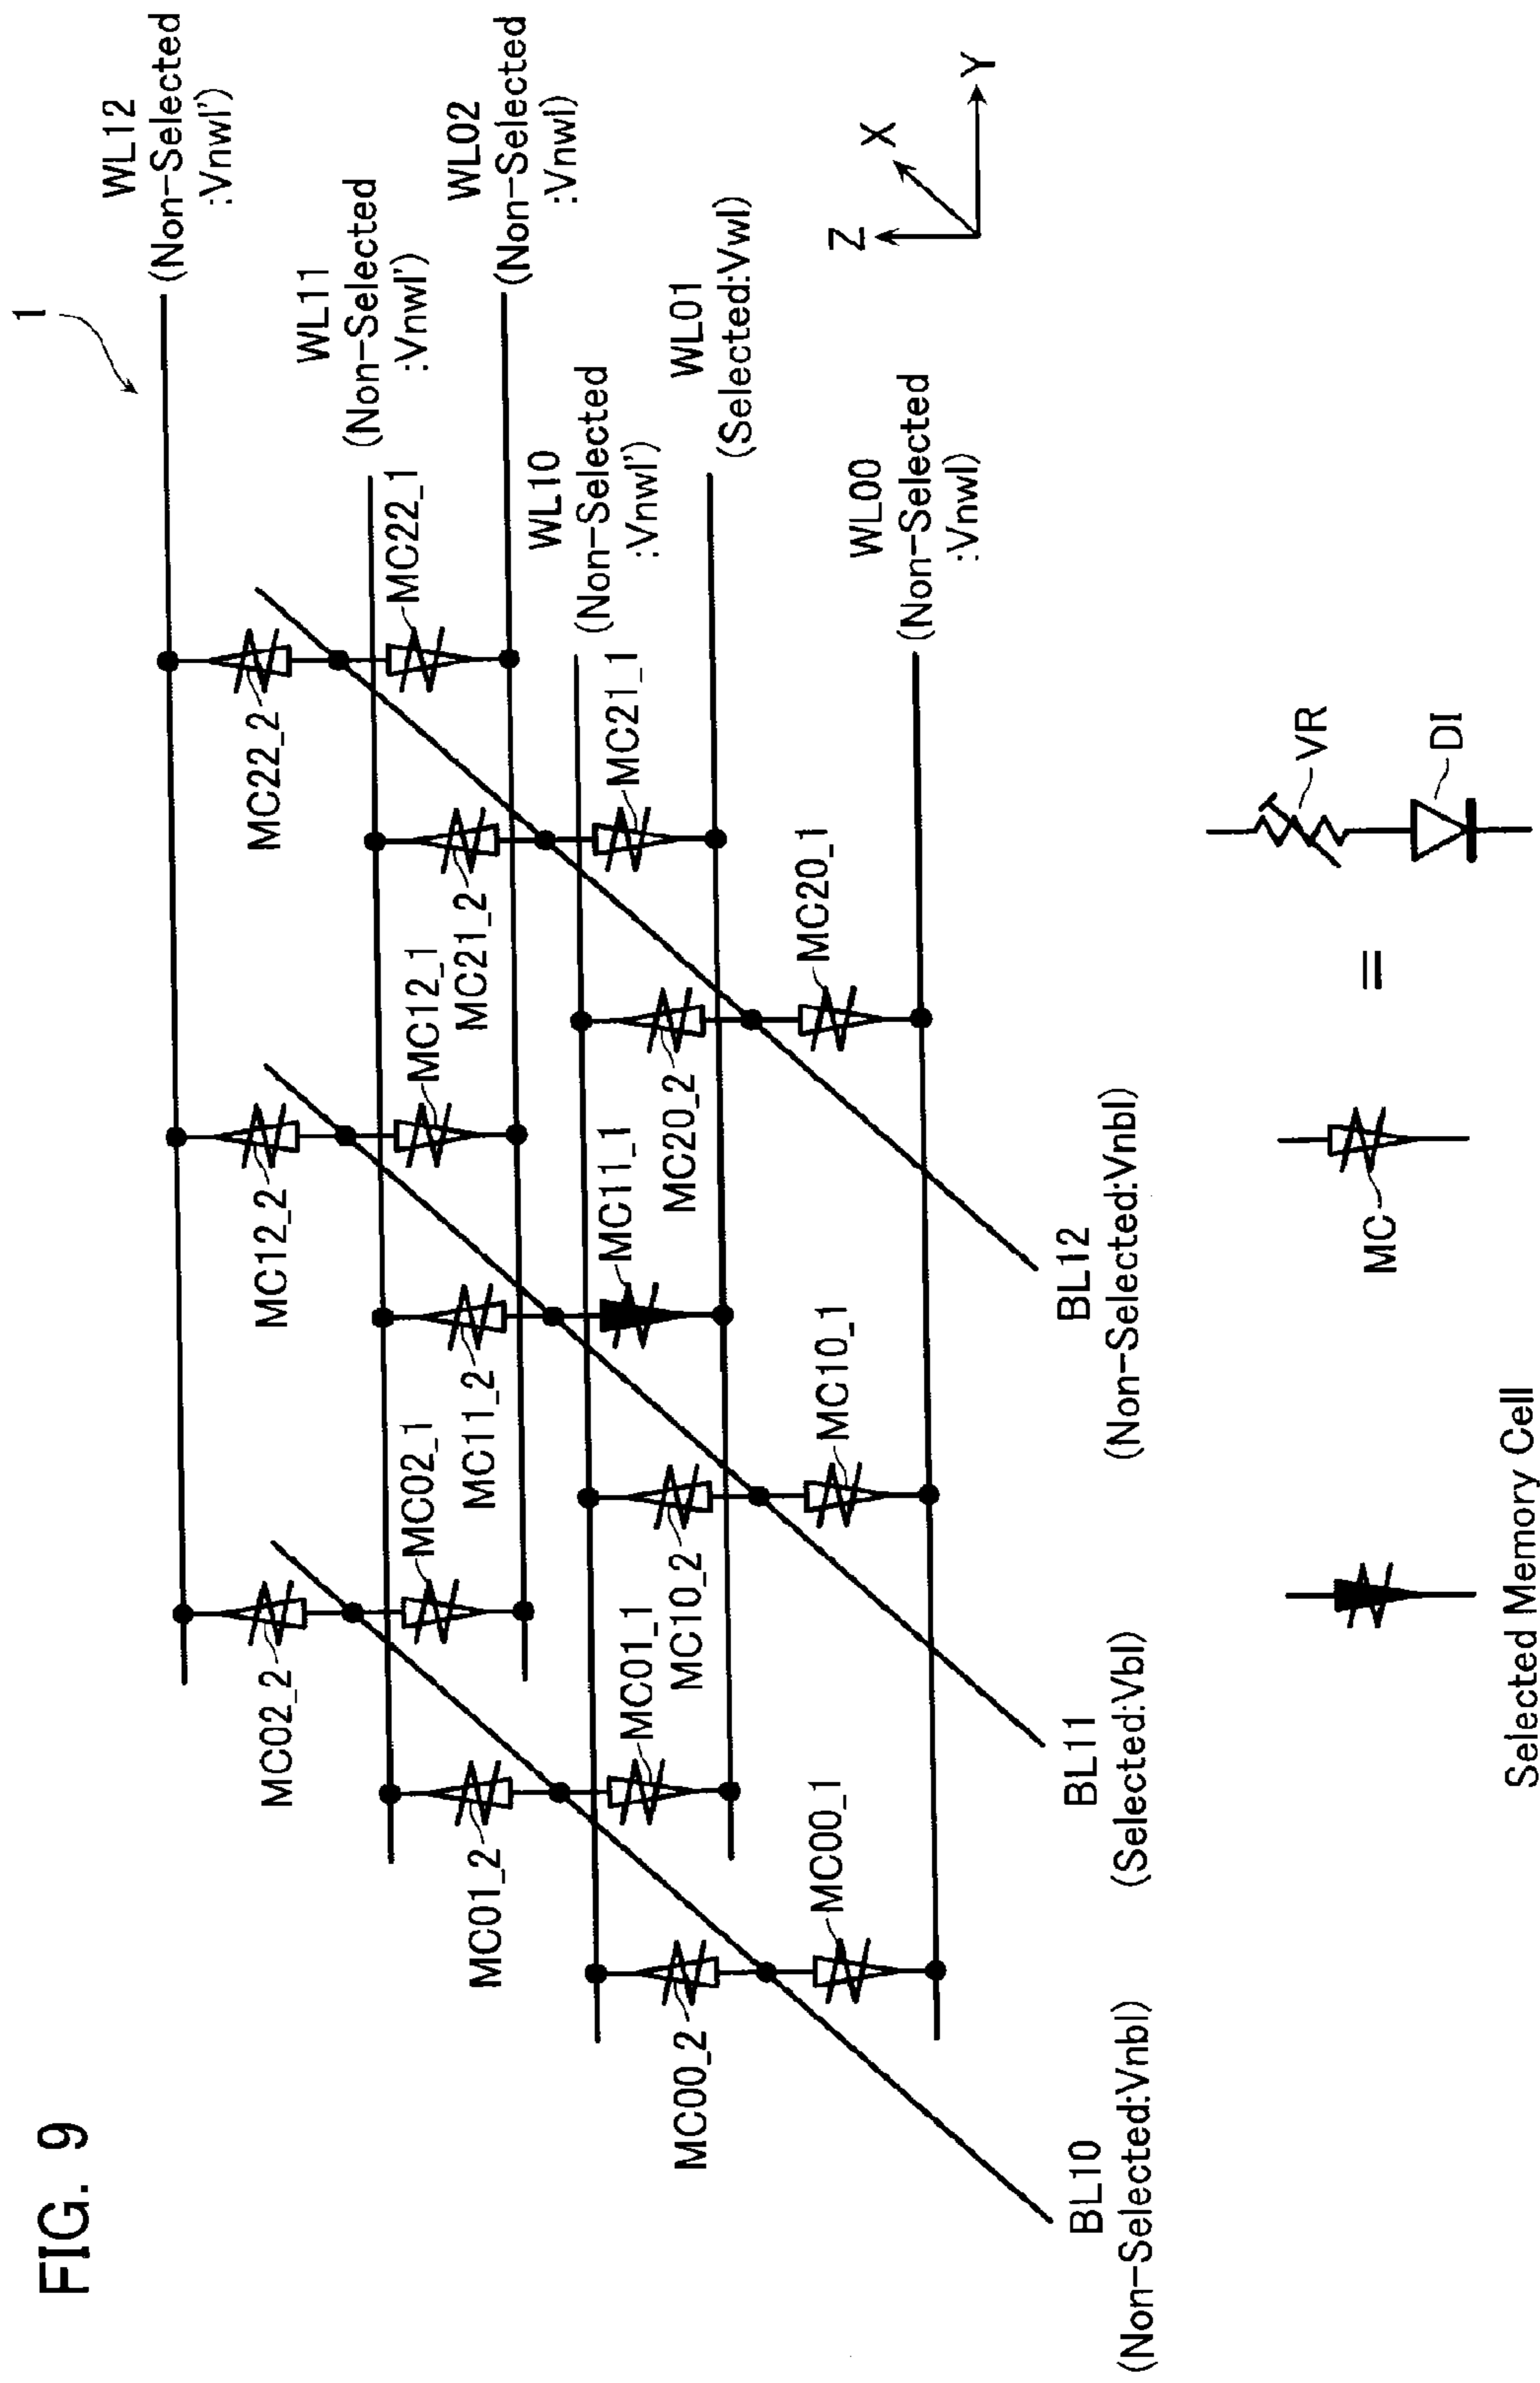 FIG. 9
1
WL12
(Non-Selected
:Vnwl')
WL11
(Non-Selected
:Vnwl')
WL02
(Non-Selected
:Vnwl)
WL10
(Non-Selected
:Vnwl')
WL01
(Selected:Vwl)
WL00
(Non-Selected
:Vnwl)
MC02_2
MC12_2
MC22_2
MC02_1
MC12_1
MC22_1
MC01_2
MC11_2
MC21_2
MC01_1
MC11_1
MC21_1
MC00_2
MC10_2
MC20_2
MC00_1
MC10_1
MC20_1
Z
X
Y
BL10
(Non-Selected:Vnbl)
BL11
(Selected:Vbl)
BL12
(Non-Selected:Vnbl)
MC
=
VR
DI
Selected Memory Cell